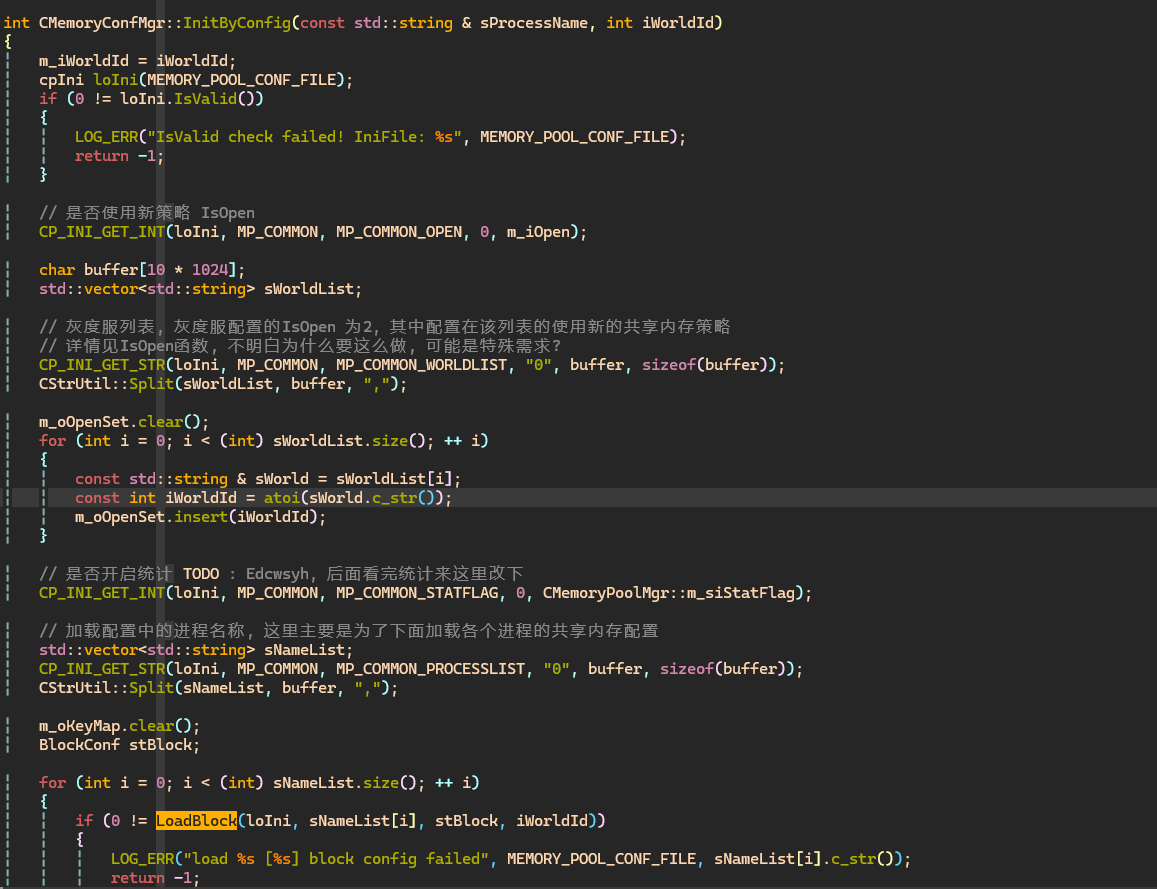 int CMemoryConfMgr::InitByConfig(const std::string & sProcessName, int iWorldId)
{
    m_iWorldId = iWorldId;
    cpIni loIni(MEMORY_POOL_CONF_FILE);
    if (0 != loIni.IsValid())
    {
        LOG_ERR("IsValid check failed! IniFile: %s", MEMORY_POOL_CONF_FILE);
        return -1;
    }
    // 是否使用新策略 IsOpen
    CP_INI_GET_INT(loIni, MP_COMMON, MP_COMMON_OPEN, 0, m_iOpen);
    char buffer[10 * 1024];
    std::vector<std::string> sWorldList;
    // 灰度服列表, 灰度服配置的IsOpen 为2, 其中配置在该列表的使用新的共享内存策略
    // 详情见IsOpen函数, 不明白为什么要这么做, 可能是特殊需求?
    CP_INI_GET_STR(loIni, MP_COMMON, MP_COMMON_WORLDLIST, "0", buffer, sizeof(buffer));
    CStrUtil::Split(sWorldList, buffer, ",");
    m_oOpenSet.clear();
    for (int i = 0; i < (int) sWorldList.size(); ++ i)
    {
        const std::string & sWorld = sWorldList[i];
        const int iWorldId = atoi(sWorld.c_str());
        m_oOpenSet.insert(iWorldId);
    }
    // 是否开启统计 TODO : Edcwsyh, 后面看完统计来这里改下
    CP_INI_GET_INT(loIni, MP_COMMON, MP_COMMON_STATFLAG, 0, CMemoryPoolMgr::m_siStatFlag);
    // 加载配置中的进程名称, 这里主要是为了下面加载各个进程的共享内存配置
    std::vector<std::string> sNameList;
    CP_INI_GET_STR(loIni, MP_COMMON, MP_COMMON_PROCESSLIST, "0", buffer, sizeof(buffer));
    CStrUtil::Split(sNameList, buffer, ",");
    m_oKeyMap.clear();
    BlockConf stBlock;
    for (int i = 0; i < (int) sNameList.size(); ++ i)
    {
        if (0 != LoadBlock(loIni, sNameList[i], stBlock, iWorldId))
        {
            LOG_ERR("load %s [%s] block config failed", MEMORY_POOL_CONF_FILE, sNameList[i].c_str());
            return -1;